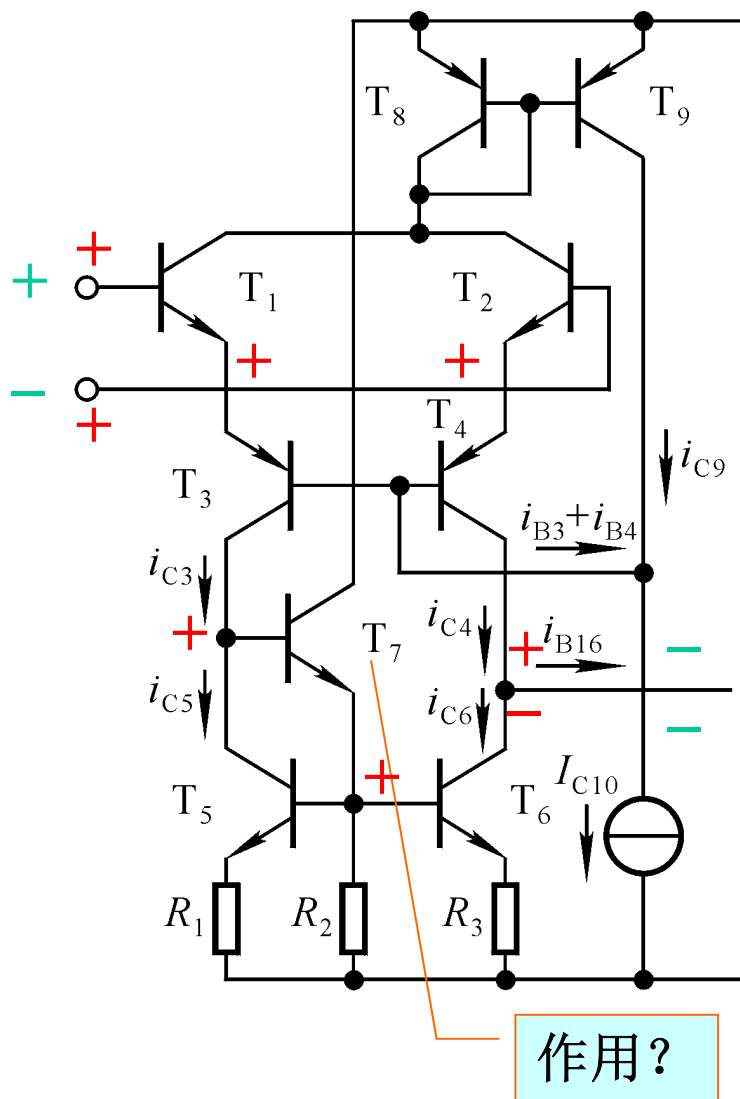 T8
T9
+
+
T1
T2
+
+
−
+
T4
T3
iC9
iB3+iB4
iC3
iC4
+
T7
+
iB16
−
iC5
iC6
−
−
+
IC10
T5
T6
R1
R2
R3
作用？